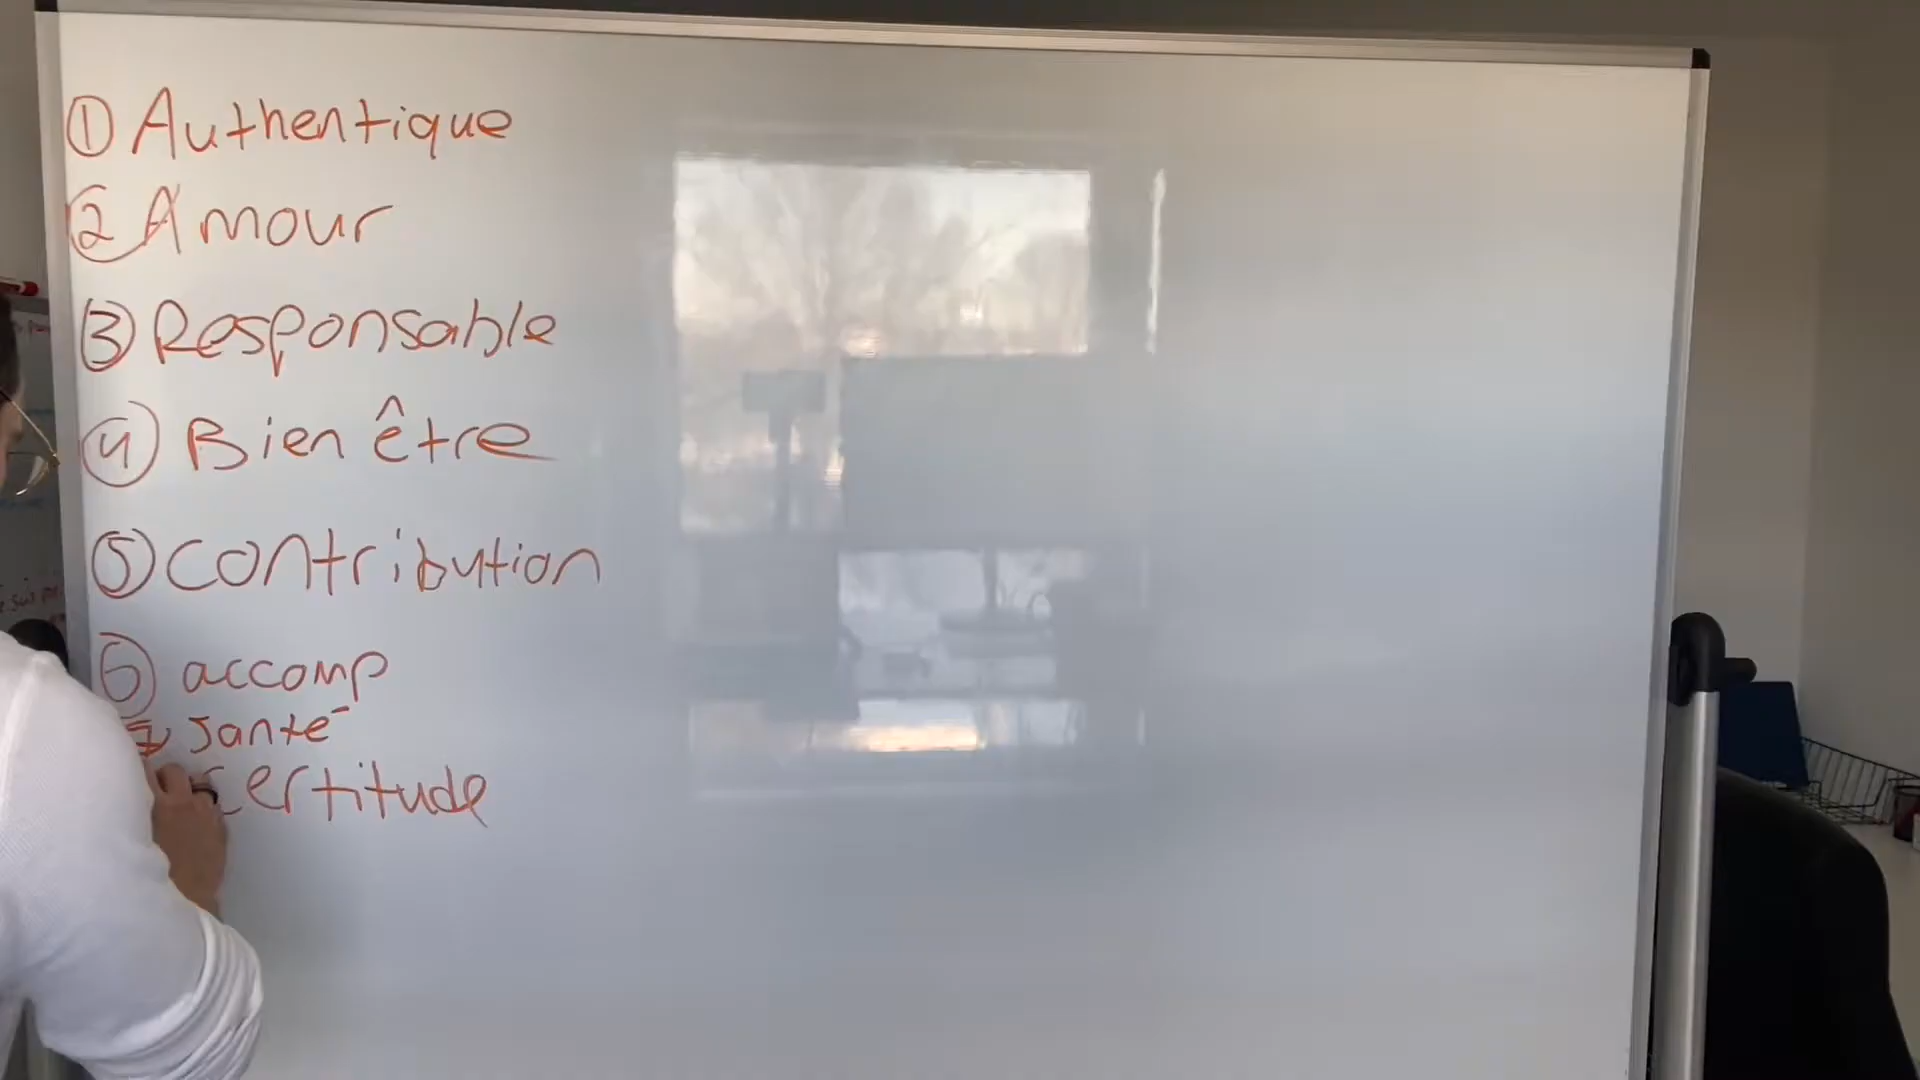 ① Authentique
② Amour
③ Responsable
④ Bien être
⑤ contribution
⑥ accomp
7 santé
certitude